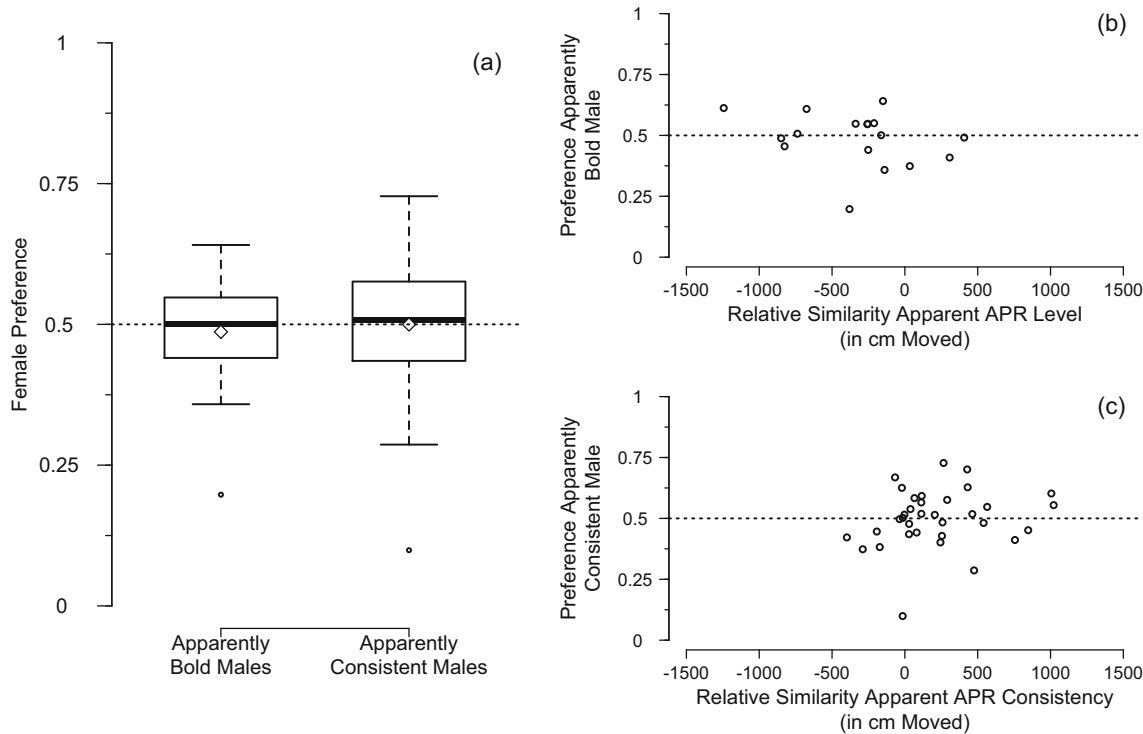 (a)
1
0.75
0.5
0.25
0
Female Preference
Apparently
Bold Males
Apparently
Consistent Males
(b)
Preference Apparently
Bold Male
1
0.75
0.5
0.25
0
-1500 -1000 -500 0 500 1000 1500
Relative Similarity Apparent APR Level
(in cm Moved)
(c)
Preference Apparently
Consistent Male
1
0.75
0.5
0.25
0
-1500 -1000 -500 0 500 1000 1500
Relative Similarity Apparent APR Consistency
(in cm Moved)